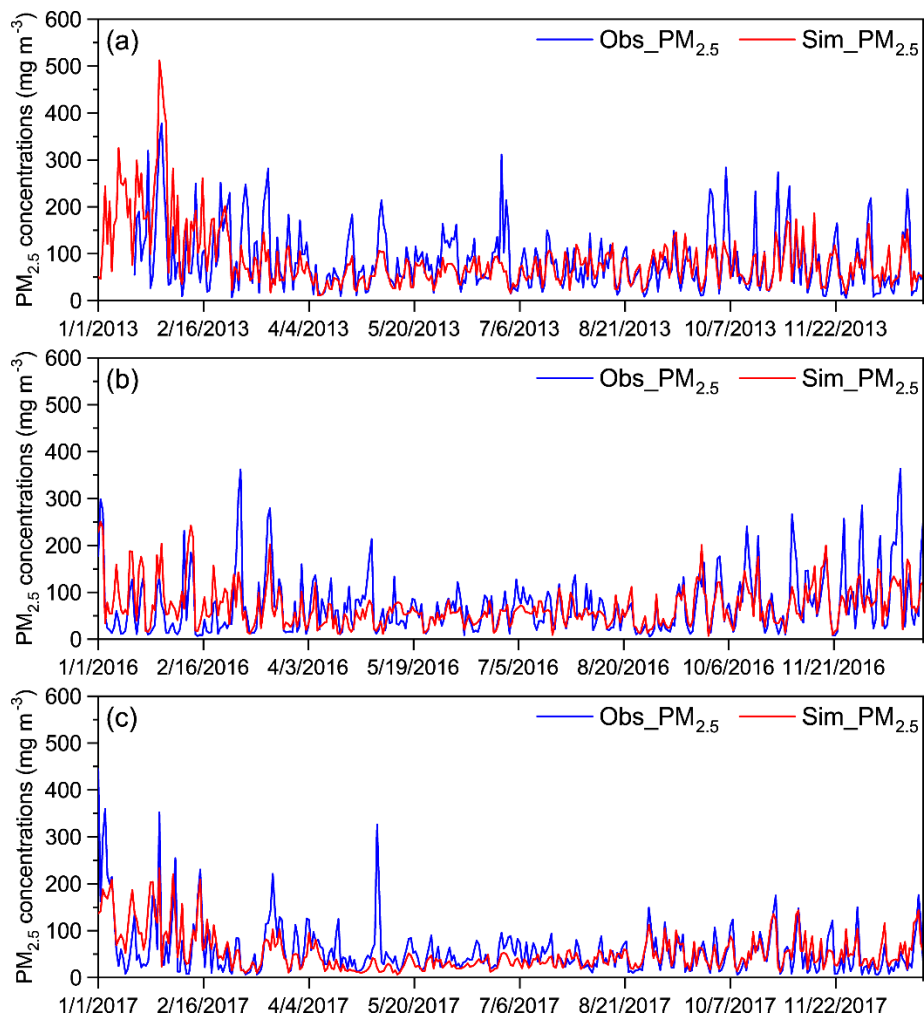 (a) Obs_PM2.5 Sim_PM2.5
PM2.5 concentrations (mg m-3)
600
500
400
300
200
100
0
1/1/2013 2/16/2013 4/4/2013 5/20/2013 7/6/2013 8/21/2013 10/7/2013 11/22/2013
(b) Obs_PM2.5 Sim_PM2.5
PM2.5 concentrations (mg m-3)
600
500
400
300
200
100
0
1/1/2016 2/16/2016 4/3/2016 5/19/2016 7/5/2016 8/20/2016 10/6/2016 11/21/2016
(c) Obs_PM2.5 Sim_PM2.5
PM2.5 concentrations (mg m-3)
600
500
400
300
200
100
0
1/1/2017 2/16/2017 4/4/2017 5/20/2017 7/6/2017 8/21/2017 10/7/2017 11/22/2017